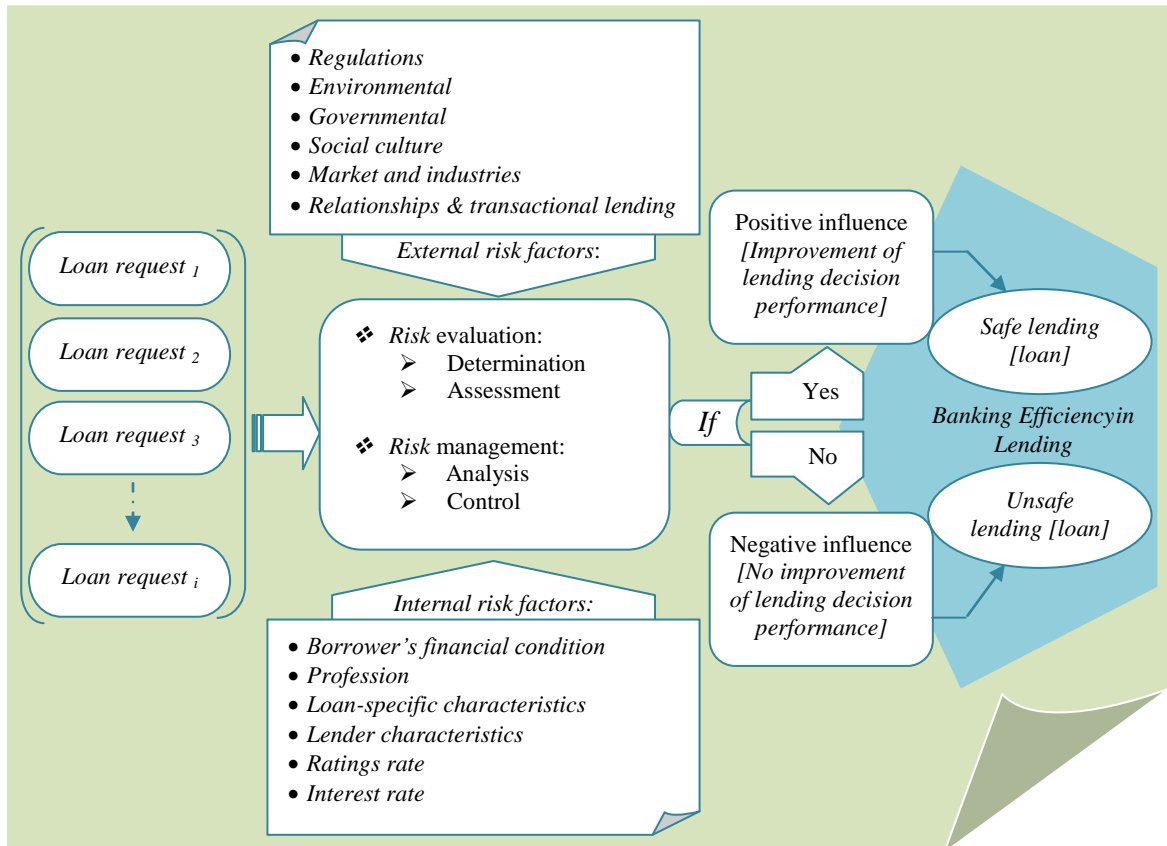 • Regulations
• Environmental
• Governmental
• Social culture
• Market and industries
• Relationships & transactional lending
External risk factors:
Loan request 1
Loan request 2
Loan request 3
Loan request i
❖ Risk evaluation:
➢ Determination
➢ Assessment
❖ Risk management:
➢ Analysis
➢ Control
Internal risk factors:
• Borrower’s financial condition
• Profession
• Loan-specific characteristics
• Lender characteristics
• Ratings rate
• Interest rate
If
Yes
No
Positive influence
[Improvement of
lending decision
performance]
Negative influence
[No improvement
of lending decision
performance]
Safe lending
[loan]
Banking Efficiencyin
Lending
Unsafe
lending [loan]